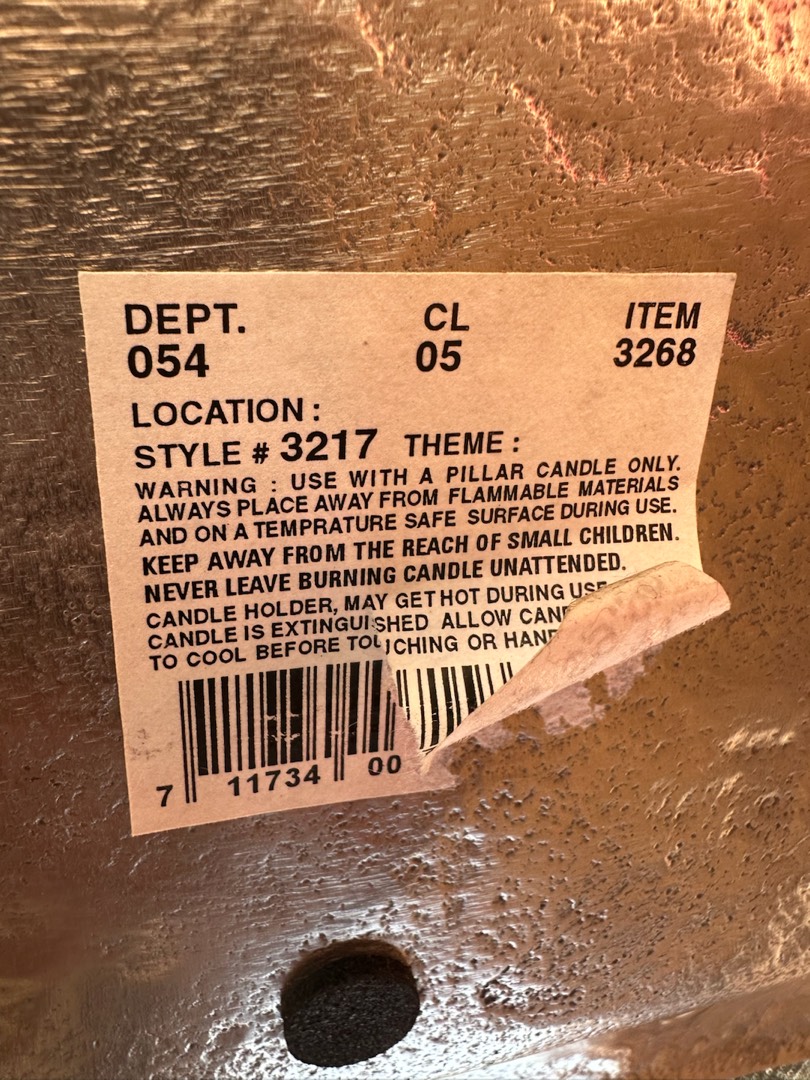 DEPT. CL ITEM
054 05 3268
LOCATION :
STYLE # 3217 THEME :
WARNING : USE WITH A PILLAR CANDLE ONLY.
ALWAYS PLACE AWAY FROM FLAMMABLE MATERIALS
AND ON A TEMPRATURE SAFE SURFACE DURING USE.
KEEP AWAY FROM THE REACH OF SMALL CHILDREN.
NEVER LEAVE BURNING CANDLE UNATTENDED.
CANDLE HOLDER, MAY GET HOT DURING USE
CANDLE IS EXTINGUISHED ALLOW
TO COOL BEFORE TOUCHING OR
7 11734 00